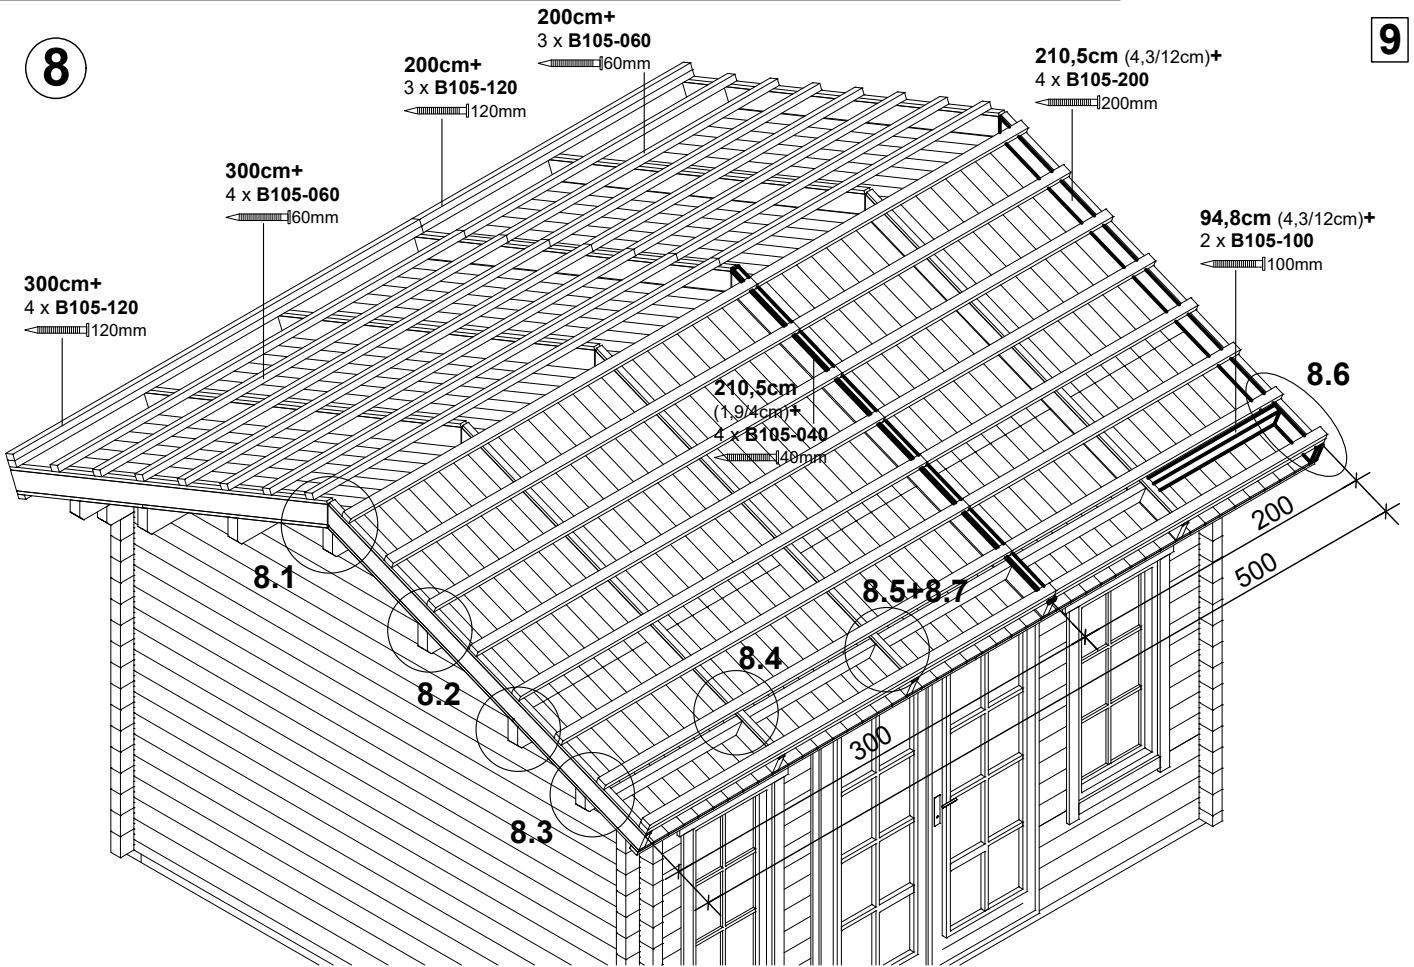 8
9
200cm+
3 x B105-060
60mm
200cm+
3 x B105-120
120mm
210,5cm (4,3/12cm)+
4 x B105-200
200mm
300cm+
4 x B105-060
60mm
94,8cm (4,3/12cm)+
2 x B105-100
100mm
300cm+
4 x B105-120
120mm
210,5cm
(1,9/4cm)+
4 x B105-040
40mm
8.6
200
500
8.1
8.5+8.7
8.2
8.4
300
8.3